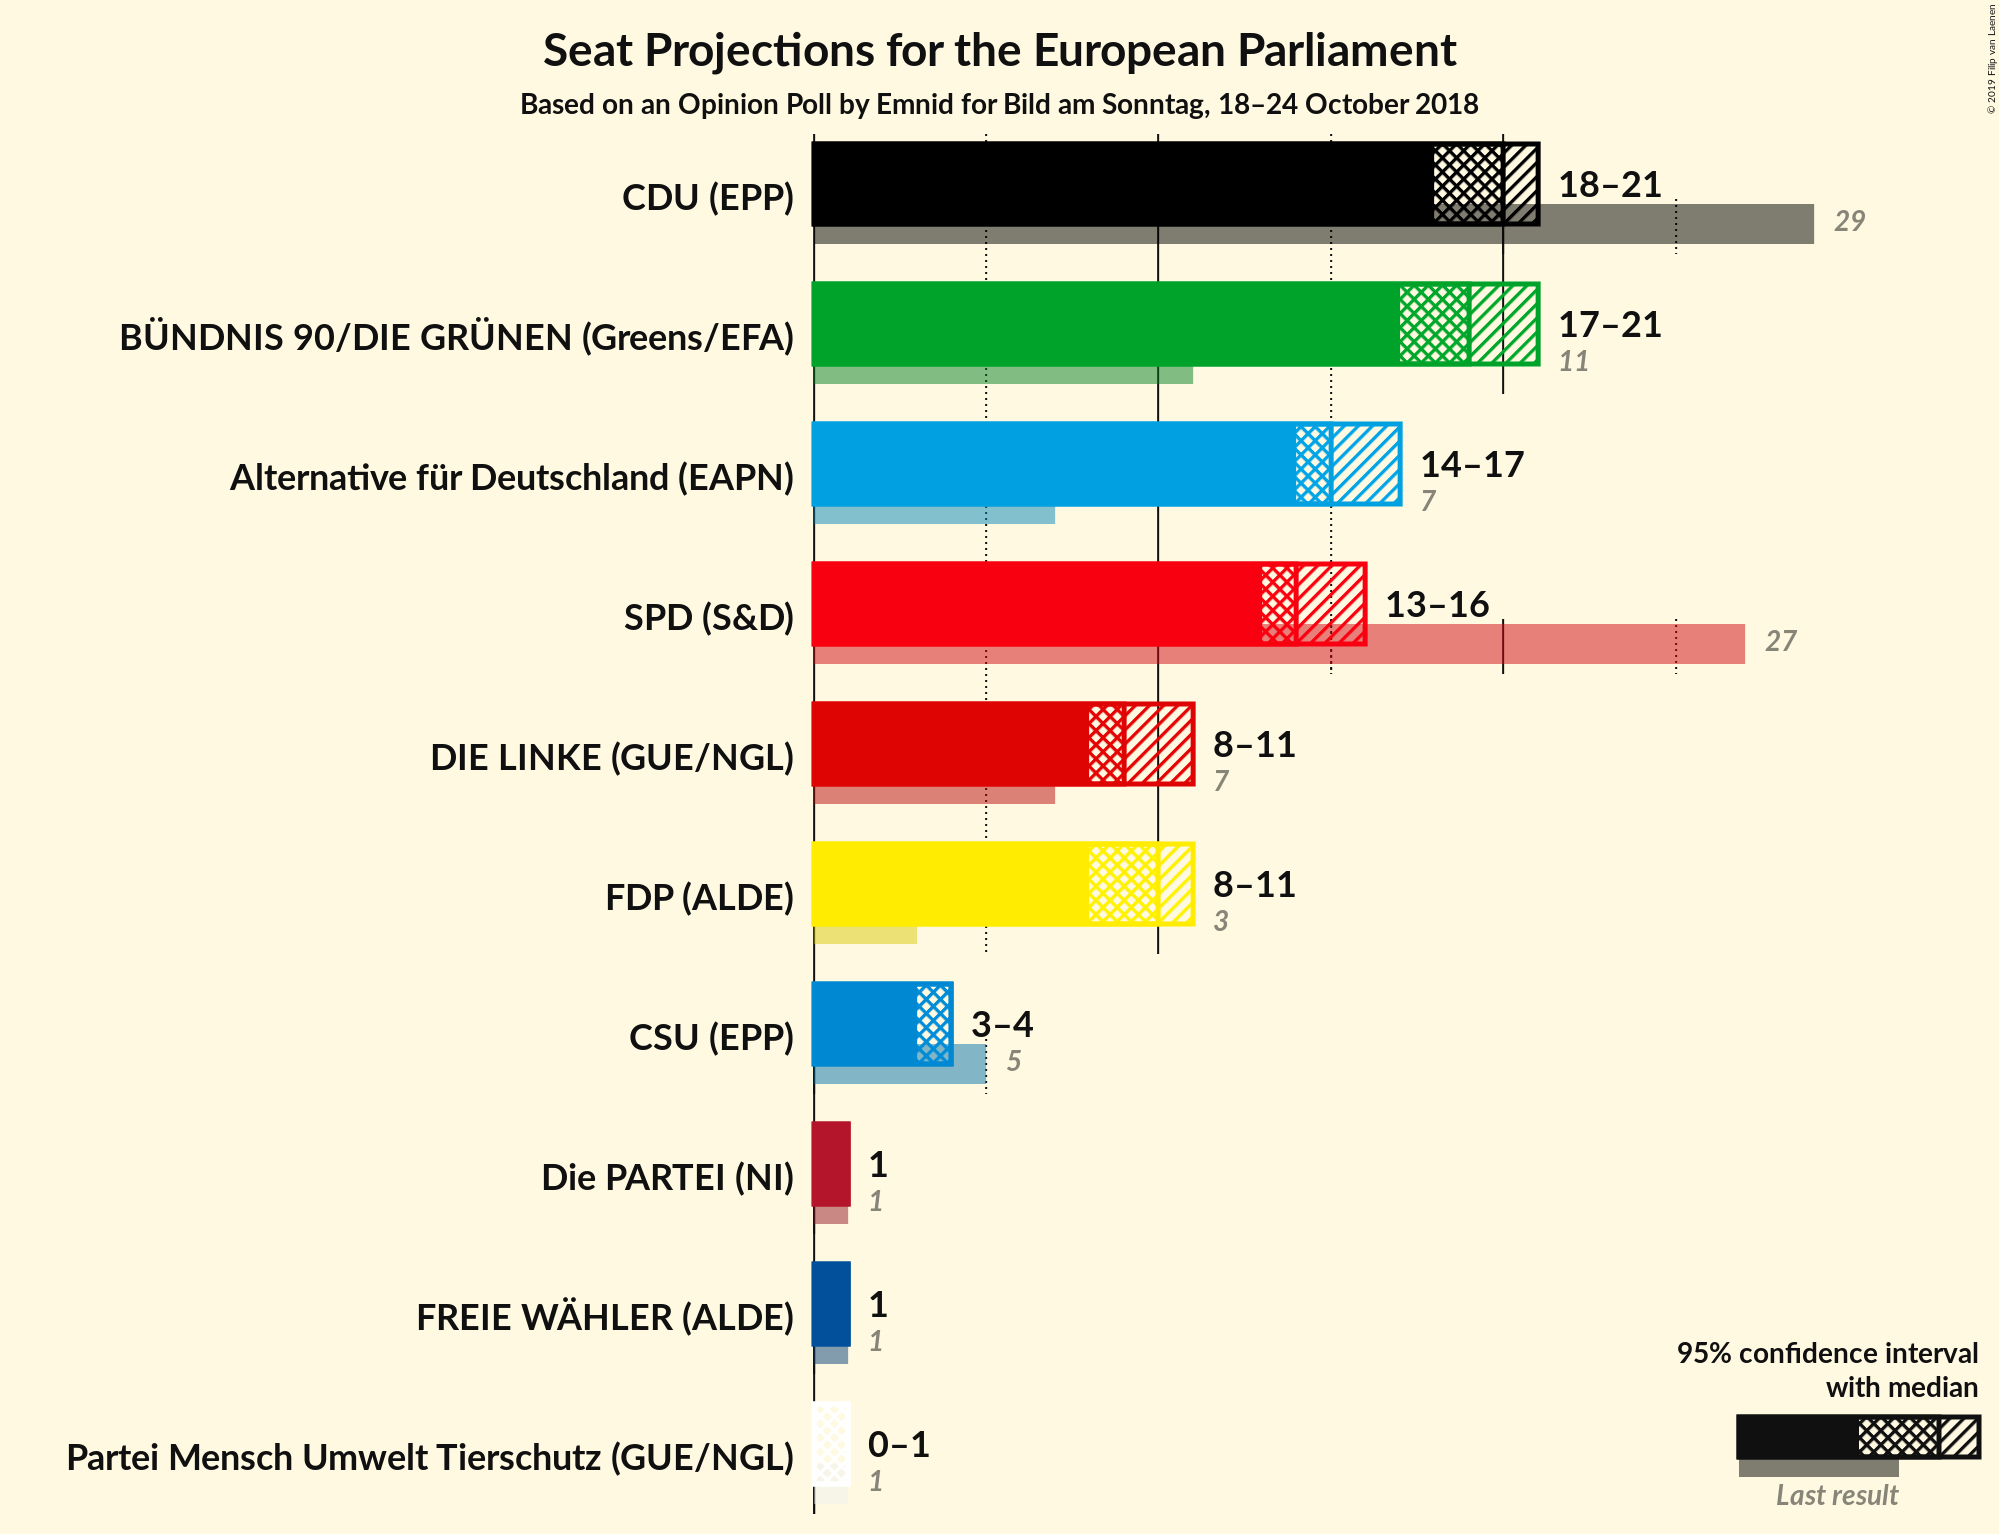 Seat Projections for the European Parliament
Based on an Opinion Poll by Emnid for Bild am Sonntag, 18–24 October 2018
© 2019 Filip van Laenen
CDU (EPP)
18–21
29
BÜNDNIS 90/DIE GRÜNEN (Greens/EFA)
17–21
11
Alternative für Deutschland (EAPN)
14–17
7
SPD (S&D)
13–16
27
DIE LINKE (GUE/NGL)
8–11
7
FDP (ALDE)
8–11
3
CSU (EPP)
3–4
5
Die PARTEI (NI)
1
1
FREIE WÄHLER (ALDE)
1
1
Partei Mensch Umwelt Tierschutz (GUE/NGL)
0–1
1
95% confidence interval
with median
Last result